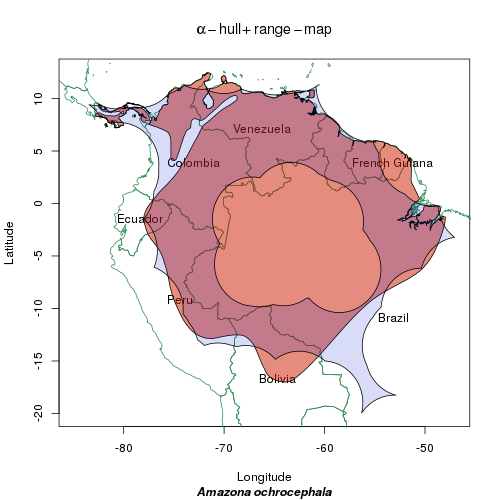 α − hull + range − map
10
5
0
-5
-10
-15
-20
Latitude
Venezuela
Colombia
French Guiana
Ecuador
Peru
Brazil
Bolivia
-80 -70 -60 -50
Longitude
Amazona ochrocephala